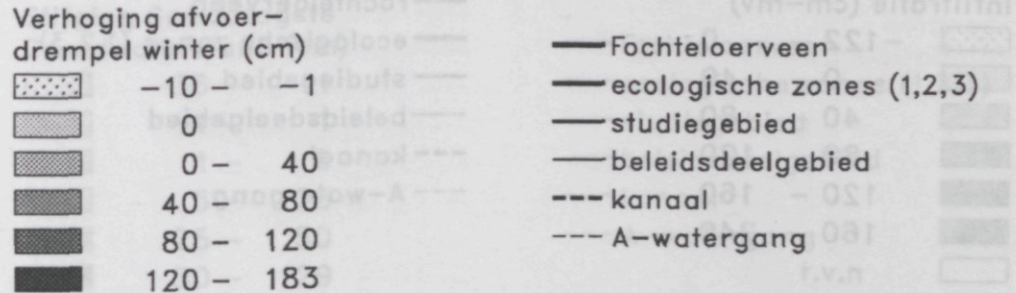 Verhoging afvoer-
drempel winter (cm)
-10 - -1
0
0 - 40
40 - 80
80 - 120
120 - 183
Fochteloerveen
ecologische zones (1,2,3)
studiegebied
beleidsdeelgebied
kanaal
A-watergang